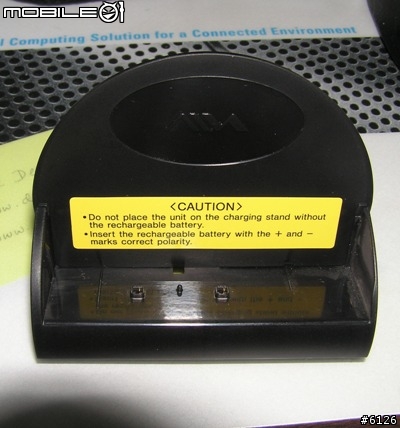 MOBILE01
l Computing Solution for a Connected Environment
AIWA
<CAUTION>
• Do not place the unit on the charging stand without
the rechargeable battery.
• Insert the rechargeable battery with the + and −
marks correct polarity.
#6126